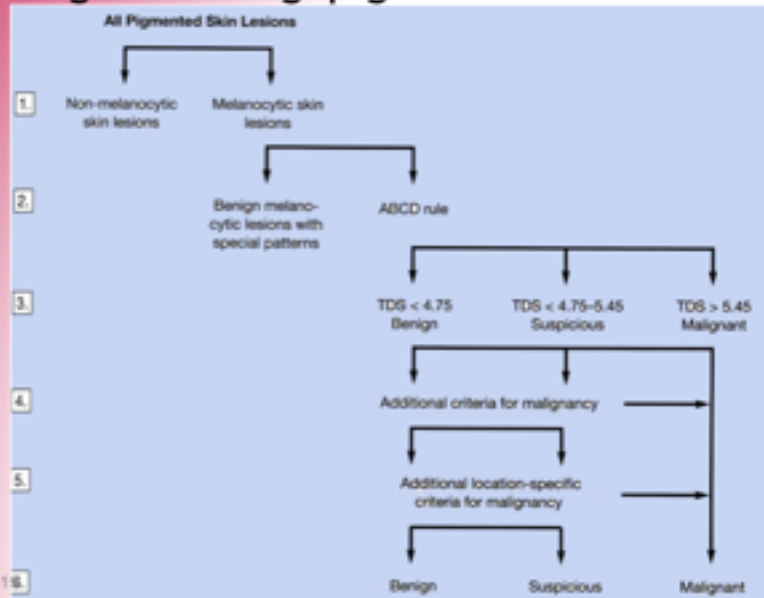 All Pigmented Skin Lesions
1.
Non-melanocytic
skin lesions
Melanocytic skin
lesions
2.
Benign melano-
cytic lesions with
special patterns
ABCD rule
3.
TDS < 4.75
Benign
TDS < 4.75–5.45
Suspicious
TDS > 5.45
Malignant
4.
Additional criteria for malignancy
5.
Additional location-specific
criteria for malignancy
Benign
Suspicious
Malignant